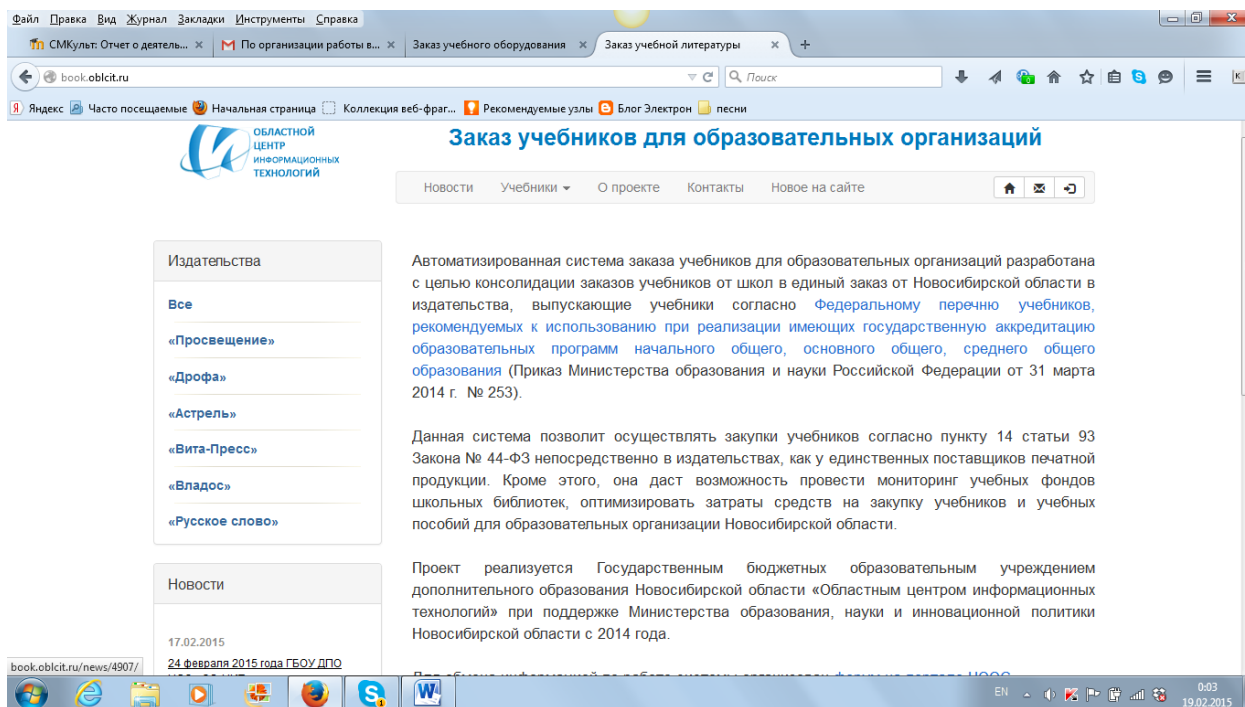 Файл Правка Вид Журнал Закладки Инструменты Справка
СМКульт: Отчет о деятель... × По организации работы в... × Заказ учебного оборудования × Заказ учебной литературы × +
book.oblcit.ru Поиск
Яндекс Часто посещаемые Начальная страница Коллекция веб-фраг... Рекомендуемые узлы Блог Электрон песни
ОБЛАСТНОЙ
ЦЕНТР
ИНФОРМАЦИОННЫХ
ТЕХНОЛОГИЙ
Заказ учебников для образовательных организаций
Новости Учебники О проекте Контакты Новое на сайте
Издательства
Все
«Просвещение»
«Дрофа»
«Астрель»
«Вита-Пресс»
«Владос»
«Русское слово»
Новости
17.02.2015
24 февраля 2015 года ГБОУ ДПО
Автоматизированная система заказа учебников для образовательных организаций разработана
с целью консолидации заказов учебников от школ в единый заказ от Новосибирской области в
издательства, выпускающие учебники согласно Федеральному перечню учебников,
рекомендуемых к использованию при реализации имеющих государственную аккредитацию
образовательных программ начального общего, основного общего, среднего общего
образования (Приказ Министерства образования и науки Российской Федерации от 31 марта
2014 г. № 253).
Данная система позволит осуществлять закупки учебников согласно пункту 14 статьи 93
Закона № 44-ФЗ непосредственно в издательствах, как у единственных поставщиков печатной
продукции. Кроме этого, она даст возможность провести мониторинг учебных фондов
школьных библиотек, оптимизировать затраты средств на закупку учебников и учебных
пособий для образовательных организации Новосибирской области.
Проект реализуется Государственным бюджетных образовательным учреждением
дополнительного образования Новосибирской области «Областным центром информационных
технологий» при поддержке Министерства образования, науки и инновационной политики
Новосибирской области с 2014 года.
book.oblcit.ru/news/4907/
EN 0:03
19.02.2015